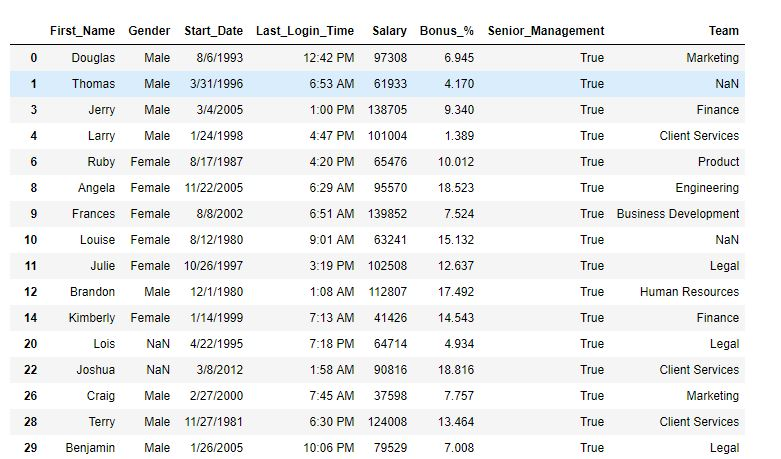 First_Name Gender Start_Date Last_Login_Time Salary Bonus_% Senior_Management Team
0 Douglas Male 8/6/1993 12:42 PM 97308 6.945 True Marketing
1 Thomas Male 3/31/1996 6:53 AM 61933 4.170 True NaN
3 Jerry Male 3/4/2005 1:00 PM 138705 9.340 True Finance
4 Larry Male 1/24/1998 4:47 PM 101004 1.389 True Client Services
6 Ruby Female 8/17/1987 4:20 PM 65476 10.012 True Product
8 Angela Female 11/22/2005 6:29 AM 95570 18.523 True Engineering
9 Frances Female 8/8/2002 6:51 AM 139852 7.524 True Business Development
10 Louise Female 8/12/1980 9:01 AM 63241 15.132 True NaN
11 Julie Female 10/26/1997 3:19 PM 102508 12.637 True Legal
12 Brandon Male 12/1/1980 1:08 AM 112807 17.492 True Human Resources
14 Kimberly Female 1/14/1999 7:13 AM 41426 14.543 True Finance
20 Lois NaN 4/22/1995 7:18 PM 64714 4.934 True Legal
22 Joshua NaN 3/8/2012 1:58 AM 90816 18.816 True Client Services
26 Craig Male 2/27/2000 7:45 AM 37598 7.757 True Marketing
28 Terry Male 11/27/1981 6:30 PM 124008 13.464 True Client Services
29 Benjamin Male 1/26/2005 10:06 PM 79529 7.008 True Legal